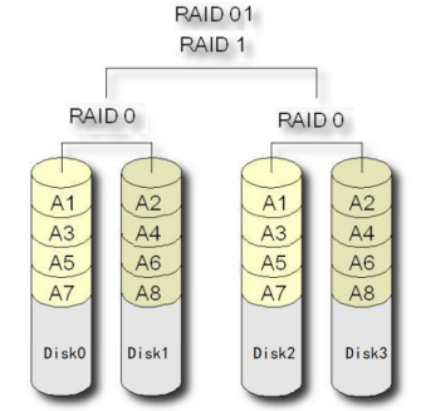 RAID 01
RAID 1
RAID 0 RAID 0
A1 A2 A1 A2
A3 A4 A3 A4
A5 A6 A5 A6
A7 A8 A7 A8
Disk0 Disk1 Disk2 Disk3